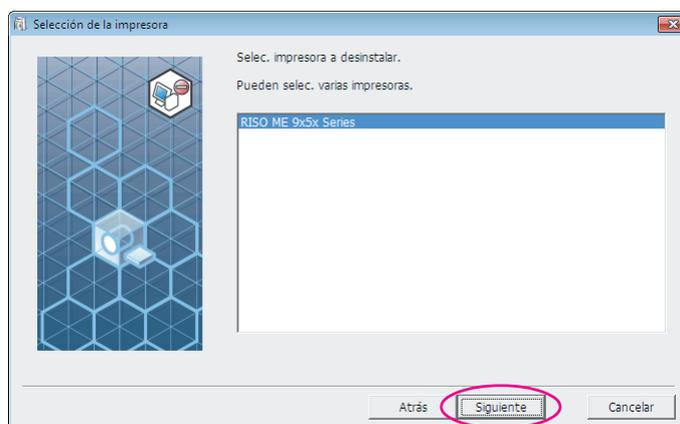 Selección de la impresora
Selec. impresora a desinstalar.
Pueden selec. varias impresoras.
RISO ME 9x5x Series
Atrás
Siguiente
Cancelar